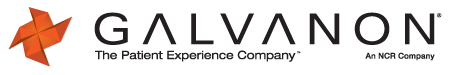 GALVANON®
The Patient Experience Company™ An NCR Company